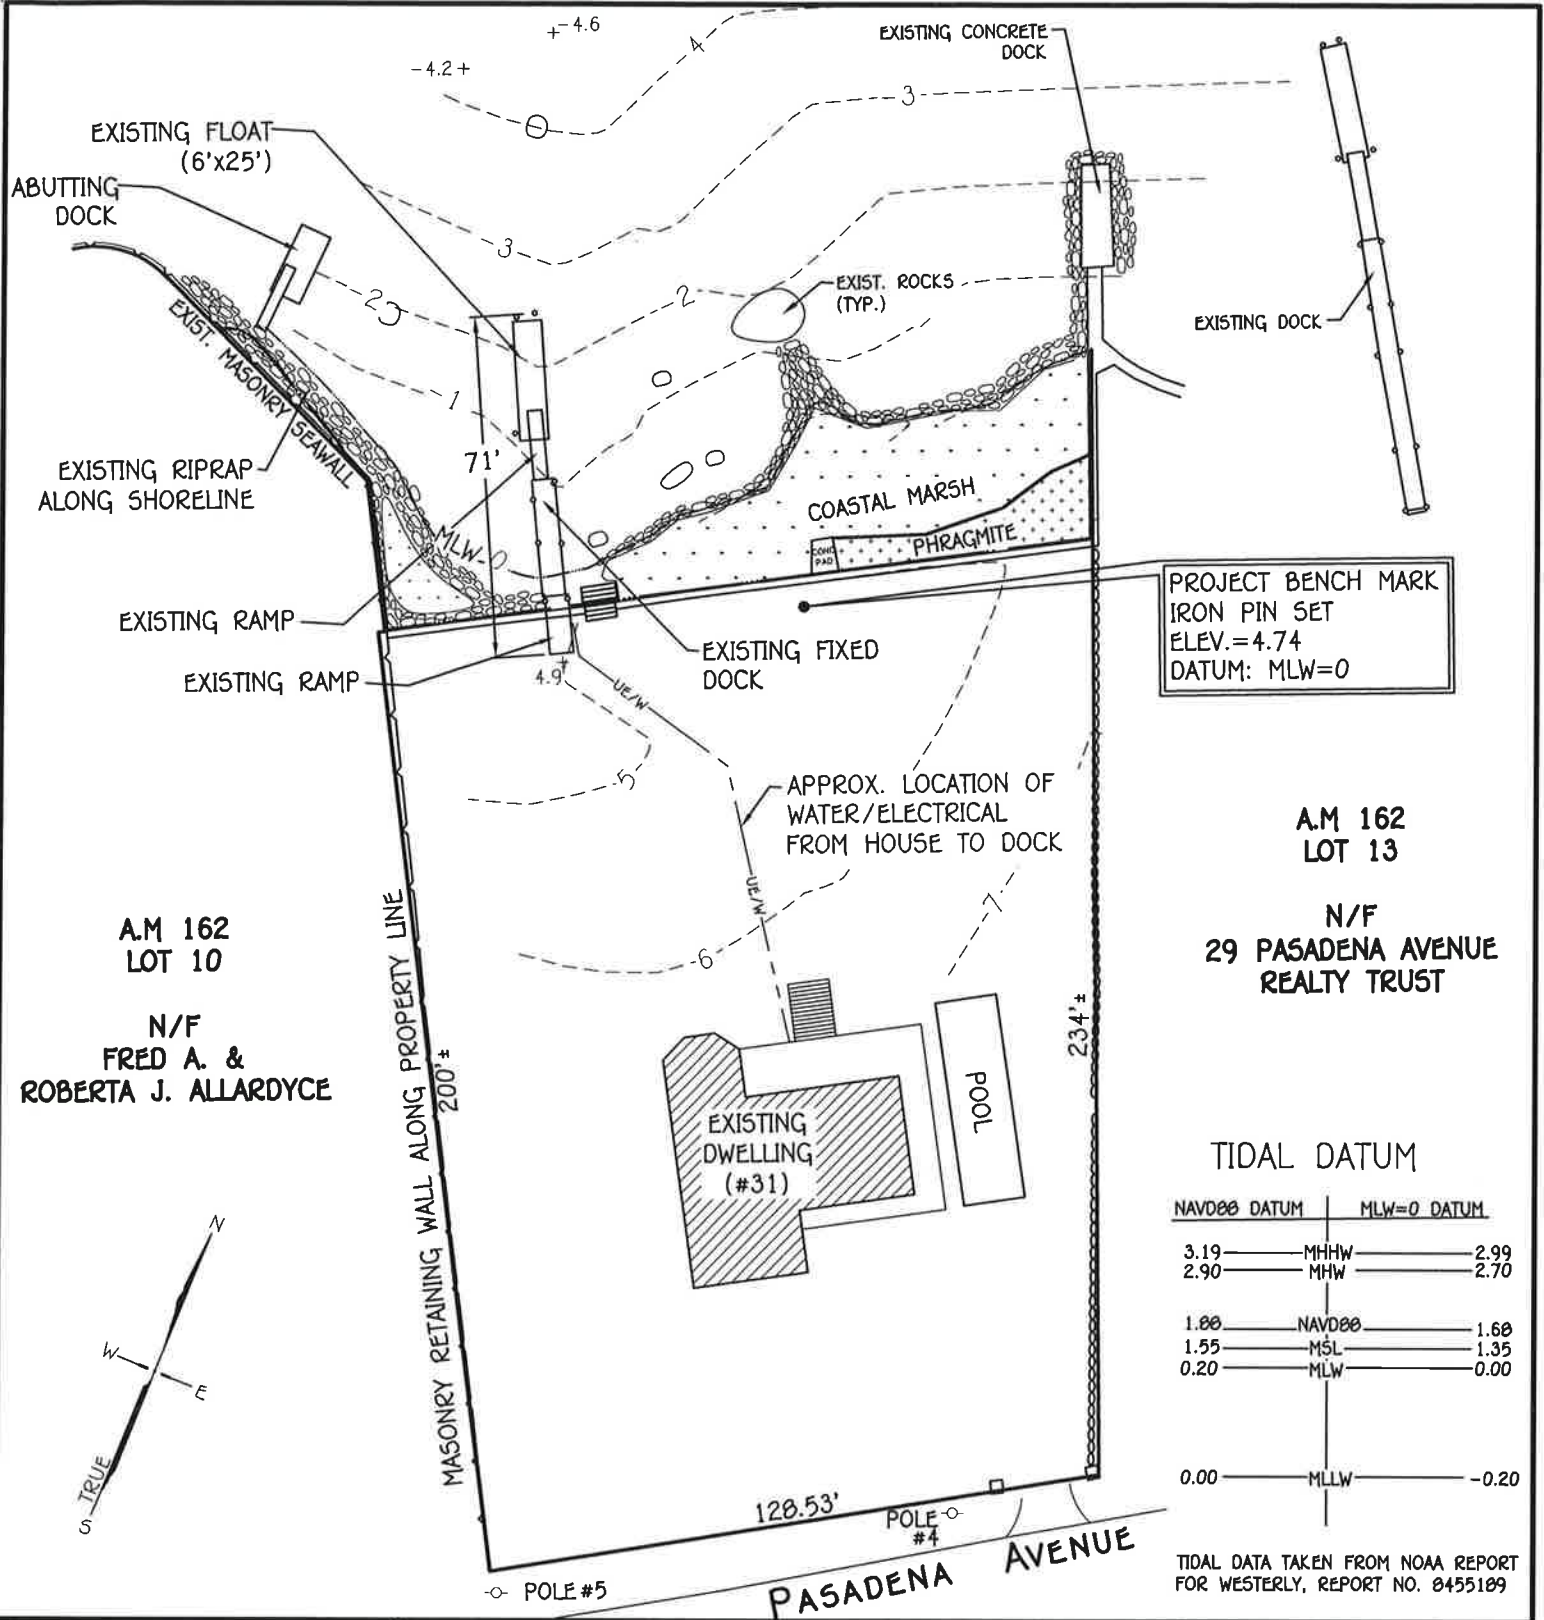 -4.6
-4.2
4
3
0
EXISTING CONCRETE
DOCK
EXISTING FLOAT
(6'x25')
ABUTTING
DOCK
3
2
2
1
EXIST. ROCKS
(TYP.)
EXISTING DOCK
EXIST. MASONRY SEAWALL
EXISTING RIPRAP
ALONG SHORELINE
71'
MLW-0
COASTAL MARSH
PHRAGMITE
CONC
PAD
PROJECT BENCH MARK
IRON PIN SET
ELEV.=4.74
DATUM: MLW=0
EXISTING RAMP
EXISTING RAMP
EXISTING FIXED
DOCK
4.9
UE/W
5
APPROX. LOCATION OF
WATER/ELECTRICAL
FROM HOUSE TO DOCK
UE/W
6
7
A.M 162
LOT 13
N/F
29 PASADENA AVENUE
REALTY TRUST
A.M 162
LOT 10
N/F
FRED A. &
ROBERTA J. ALLARDYCE
MASONRY RETAINING WALL ALONG PROPERTY LINE
200'±
234'±
EXISTING
DWELLING
(#31)
POOL
N
W
E
TRUE
S
TIDAL DATUM
NAVD88 DATUM MLW=0 DATUM
3.19 MHHW 2.99
2.90 MHW 2.70
1.88 NAVD88 1.68
1.55 MSL 1.35
0.20 MLW 0.00
0.00 MLLW -0.20
TIDAL DATA TAKEN FROM NOAA REPORT
FOR WESTERLY, REPORT NO. 8455189
128.53'
POLE
#4
POLE #5
PASADENA AVENUE